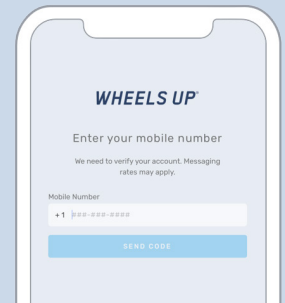 WHEELS UP®
Enter your mobile number
We need to verify your account. Messaging
rates may apply.
Mobile Number
+1 ###-###-####
SEND CODE